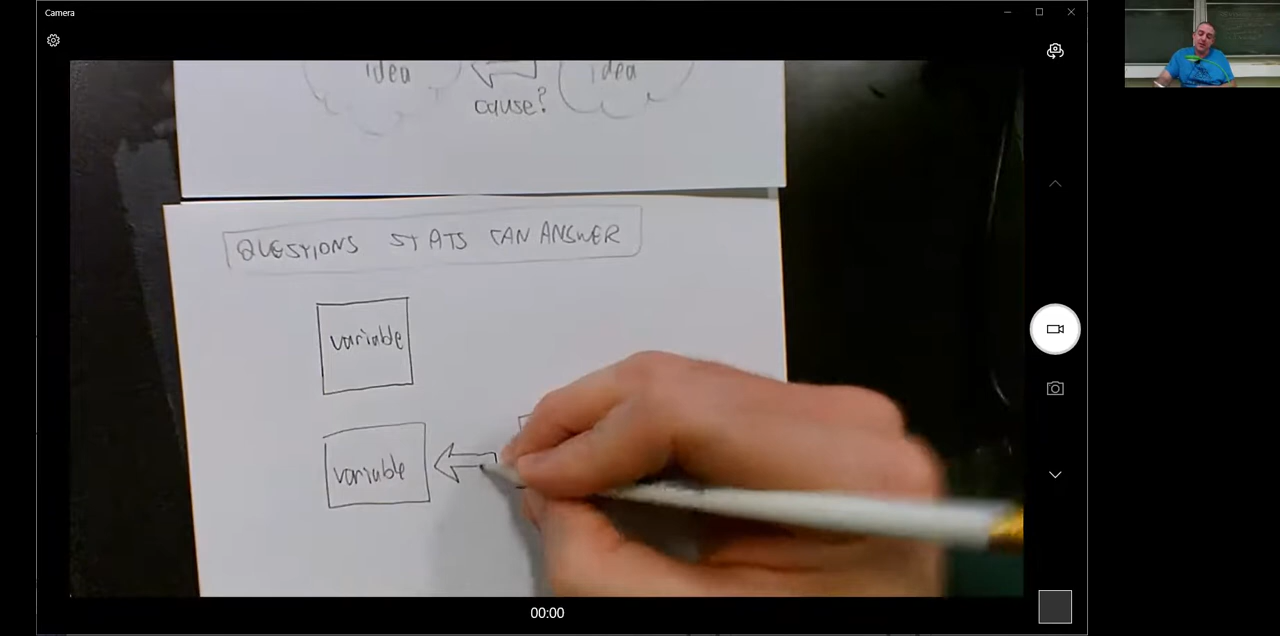 Camera
idea idea
cause?
QUESTIONS STATS CAN ANSWER
variable
variable
00:00